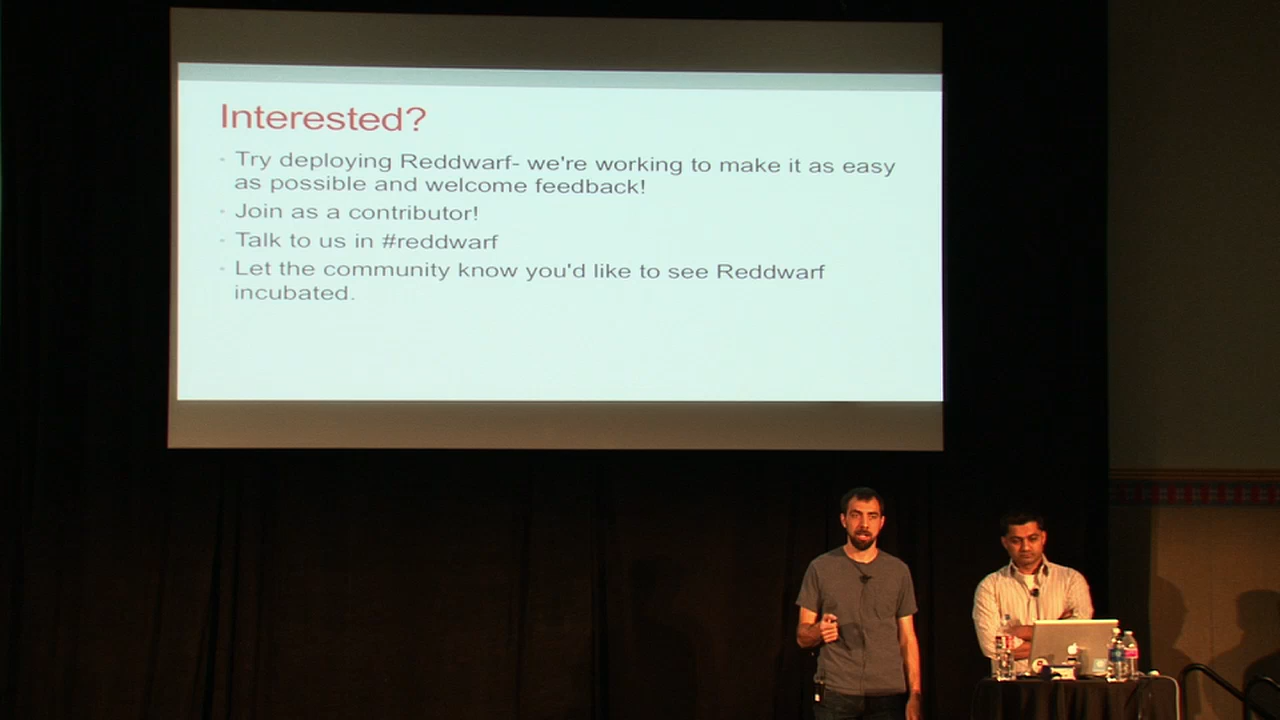 Interested?
Try deploying Reddwarf- we're working to make it as easy
as possible and welcome feedback!
Join as a contributor!
Talk to us in #reddwarf
Let the community know you'd like to see Reddwarf
incubated.